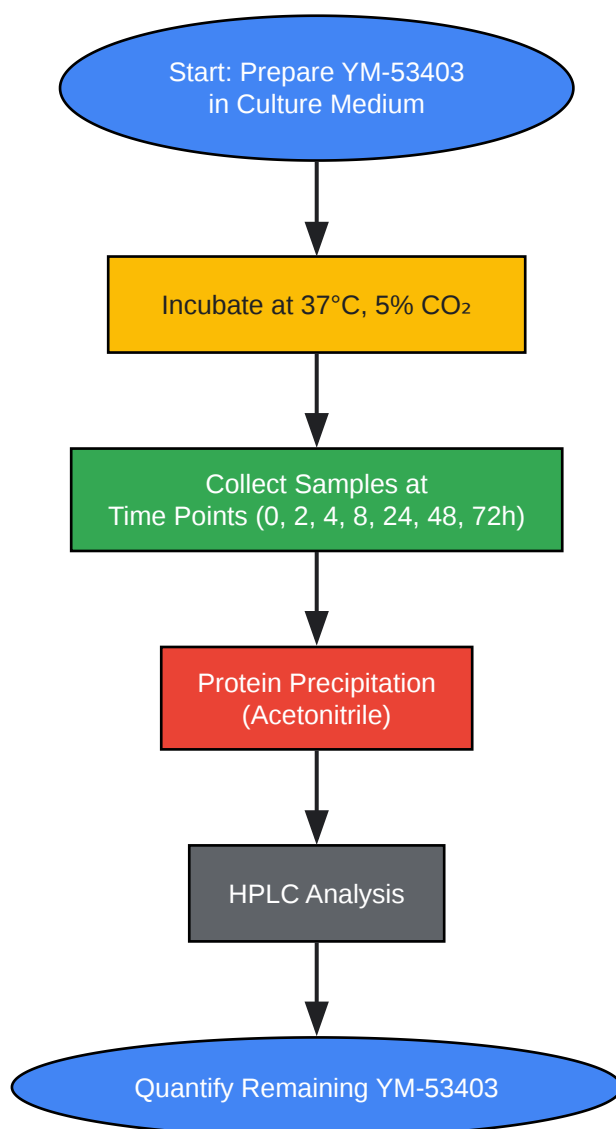 Start: Prepare YM-53403
in Culture Medium
Incubate at 37°C, 5% CO₂
Collect Samples at
Time Points (0, 2, 4, 8, 24, 48, 72h)
Protein Precipitation
(Acetonitrile)
HPLC Analysis
Quantify Remaining YM-53403